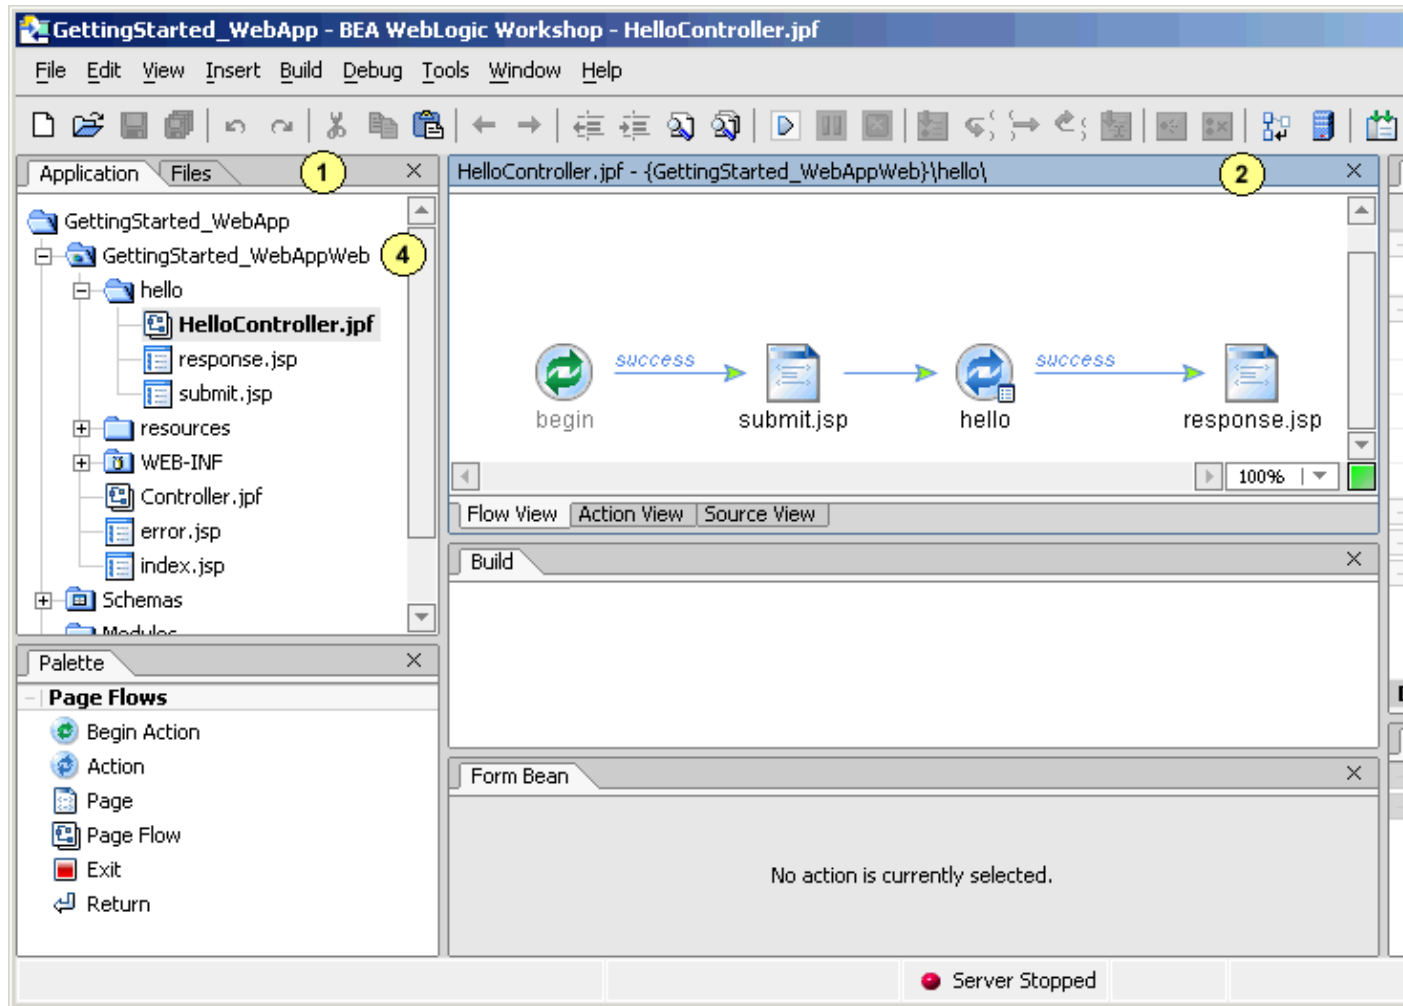 GettingStarted_WebApp - BEA WebLogic Workshop - HelloController.jpf
File Edit View Insert Build Debug Tools Window Help
Application Files 1
GettingStarted_WebApp
GettingStarted_WebAppWeb 4
hello
HelloController.jpf
response.jsp
submit.jsp
resources
WEB-INF
Controller.jpf
error.jsp
index.jsp
Schemas
Modules
Palette
Page Flows
Begin Action
Action
Page
Page Flow
Exit
Return
HelloController.jpf - {GettingStarted_WebAppWeb}\hello\ 2
success success
begin submit.jsp hello response.jsp
100%
Flow View Action View Source View
Build
Form Bean
No action is currently selected.
Server Stopped